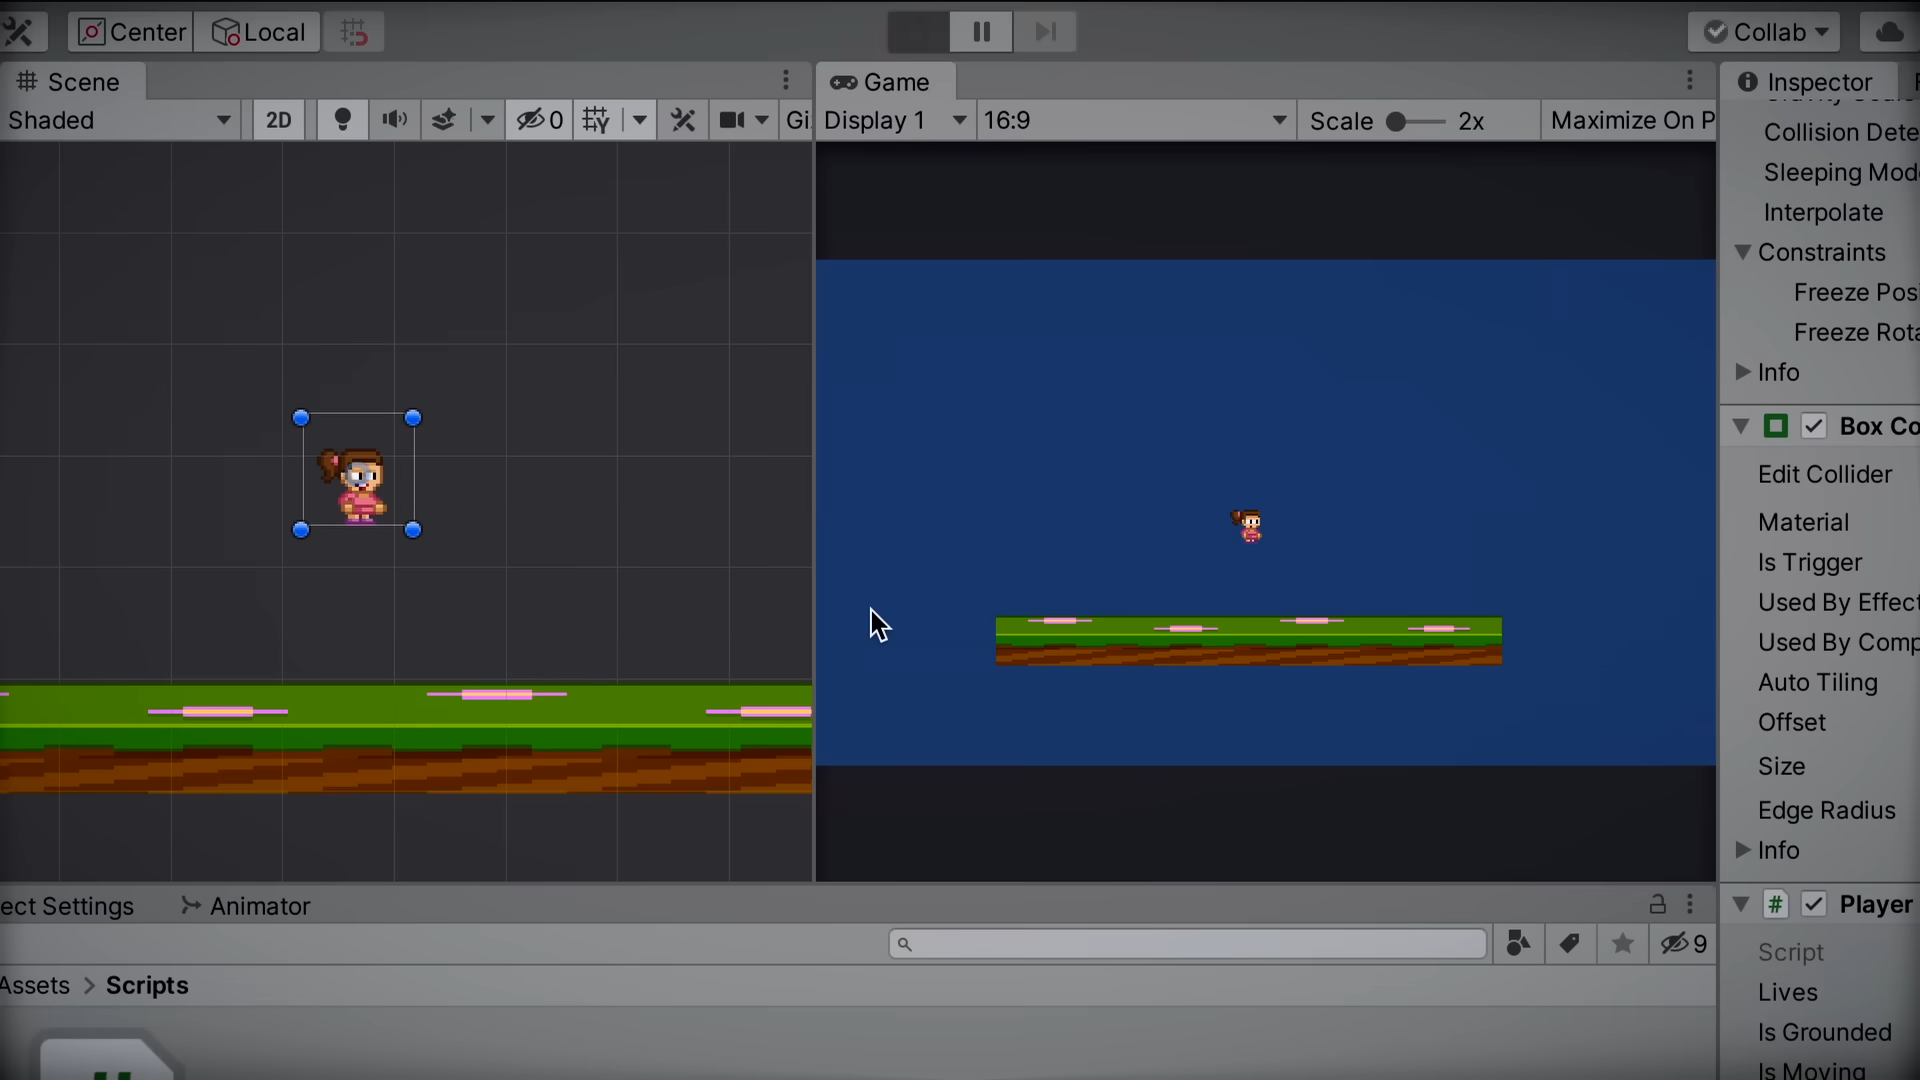 Center Local
Collab
Scene
Game
Inspector
Shaded 2D 0 Gi
Display 1 16:9 Scale 2x Maximize On P
Collision Dete
Sleeping Mod
Interpolate
Constraints
Freeze Posi
Freeze Rota
Info
Box Co
Edit Collider
Material
Is Trigger
Used By Effect
Used By Comp
Auto Tiling
Offset
Size
Edge Radius
Info
ect Settings Animator
Player
9
Script
Assets > Scripts
Lives
Is Grounded
Is Moving